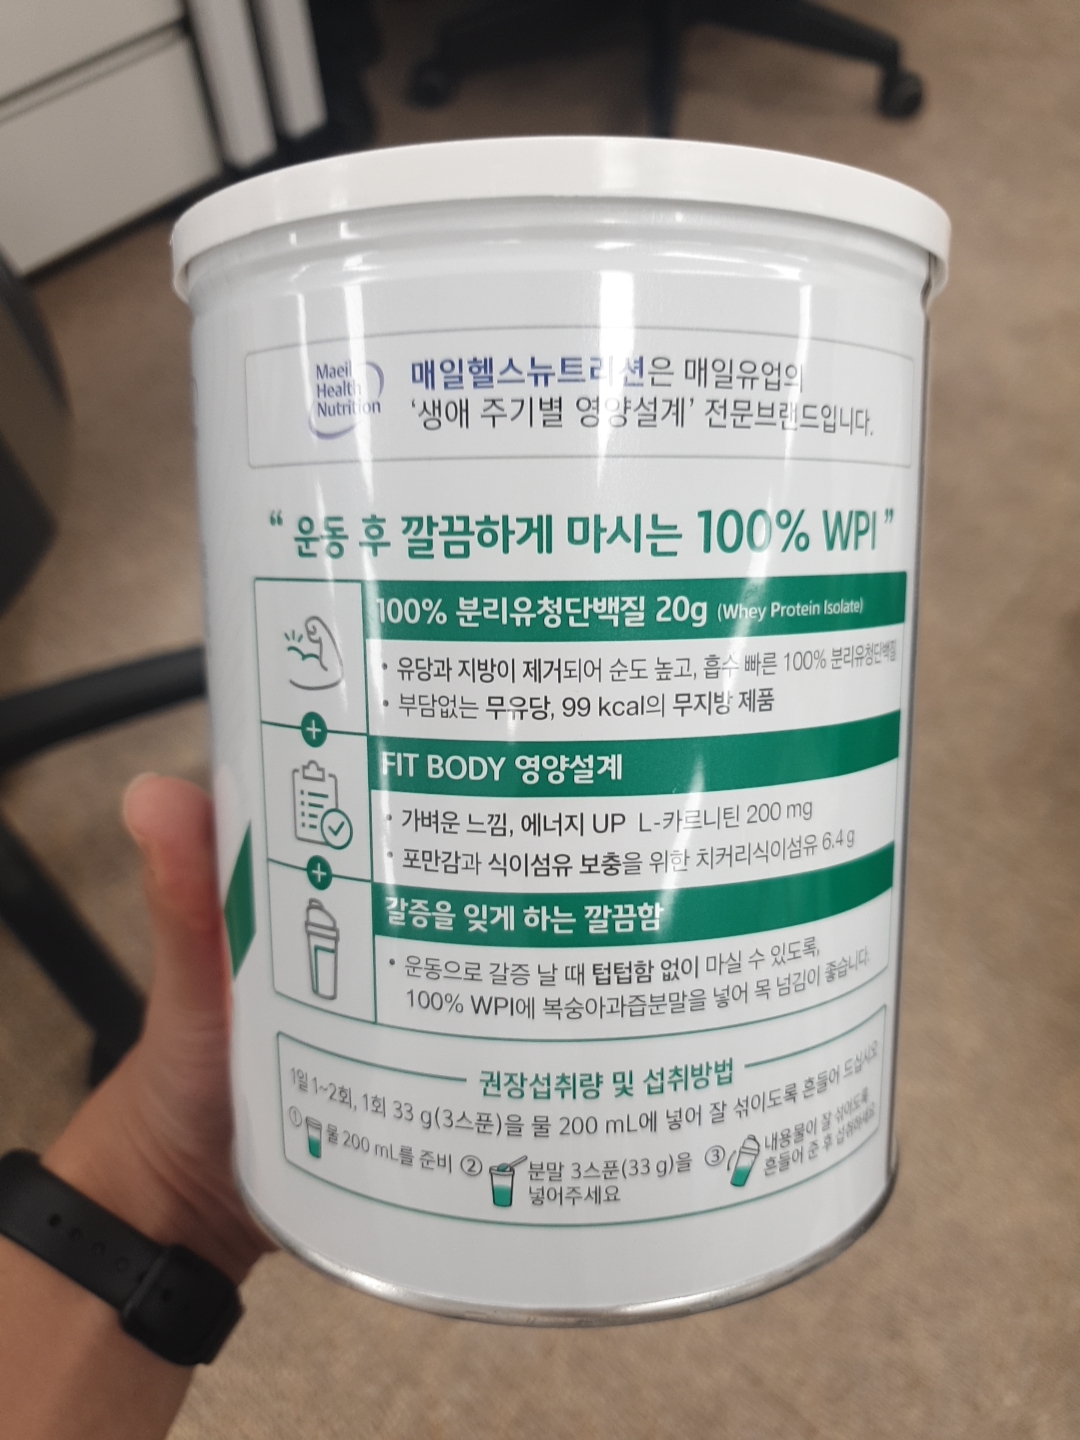 Maeil
Health
Nutrition
매일헬스뉴트리션은 매일유업의
‘생애 주기별 영양설계’ 전문브랜드입니다.
“ 운동 후 깔끔하게 마시는 100% WPI ”
100% 분리유청단백질 20g (Whey Protein Isolate)
• 유당과 지방이 제거되어 순도 높고, 흡수 빠른 100% 분리유청단백질
• 부담없는 무유당, 99 kcal의 무지방 제품
+
FIT BODY 영양설계
• 가벼운 느낌, 에너지 UP L-카르니틴 200 mg
• 포만감과 식이섬유 보충을 위한 치커리식이섬유 6.4 g
+
갈증을 잊게 하는 깔끔함
• 운동으로 갈증 날 때 텁텁함 없이 마실 수 있도록,
100% WPI에 복숭아과즙분말을 넣어 목 넘김이 좋습니다.
권장섭취량 및 섭취방법
1일 1~2회, 1회 33 g(3스푼)을 물 200 mL에 넣어 잘 섞이도록 흔들어 드십시오
① 물 200 mL를 준비
② 분말 3스푼(33 g)을
넣어주세요
③ 내용물이 잘 섞이도록
흔들어 준 후 섭취하세요